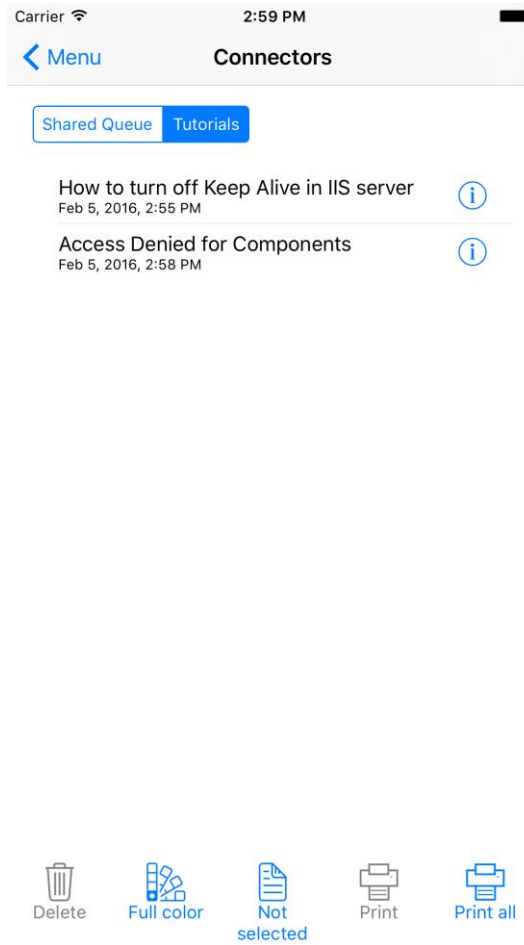 Carrier 2:59 PM
Menu Connectors
Shared Queue Tutorials
How to turn off Keep Alive in IIS server
Feb 5, 2016, 2:55 PM
Access Denied for Components
Feb 5, 2016, 2:58 PM
Delete Full color Not selected Print Print all